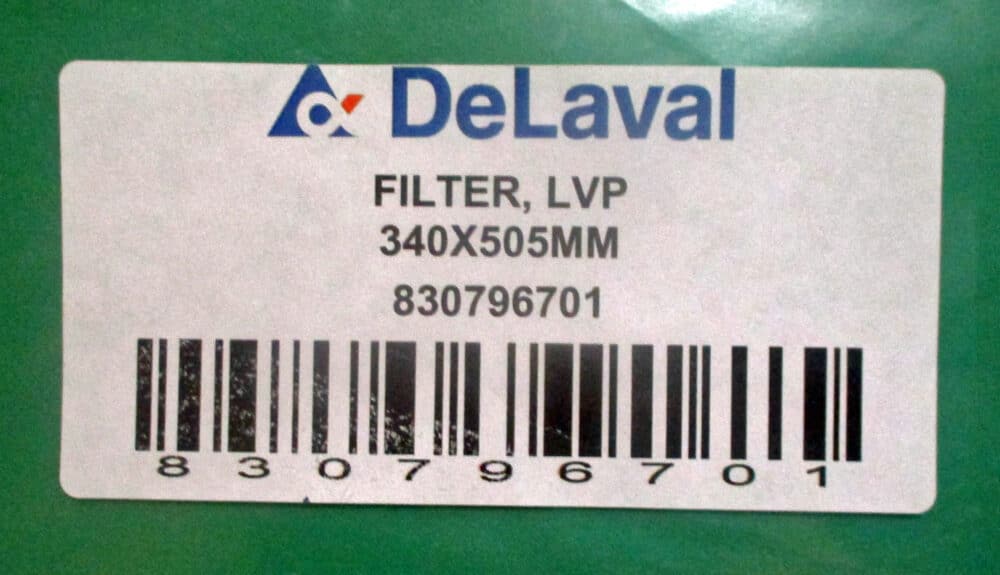 DeLaval
FILTER, LVP
340X505MM
830796701
830796701